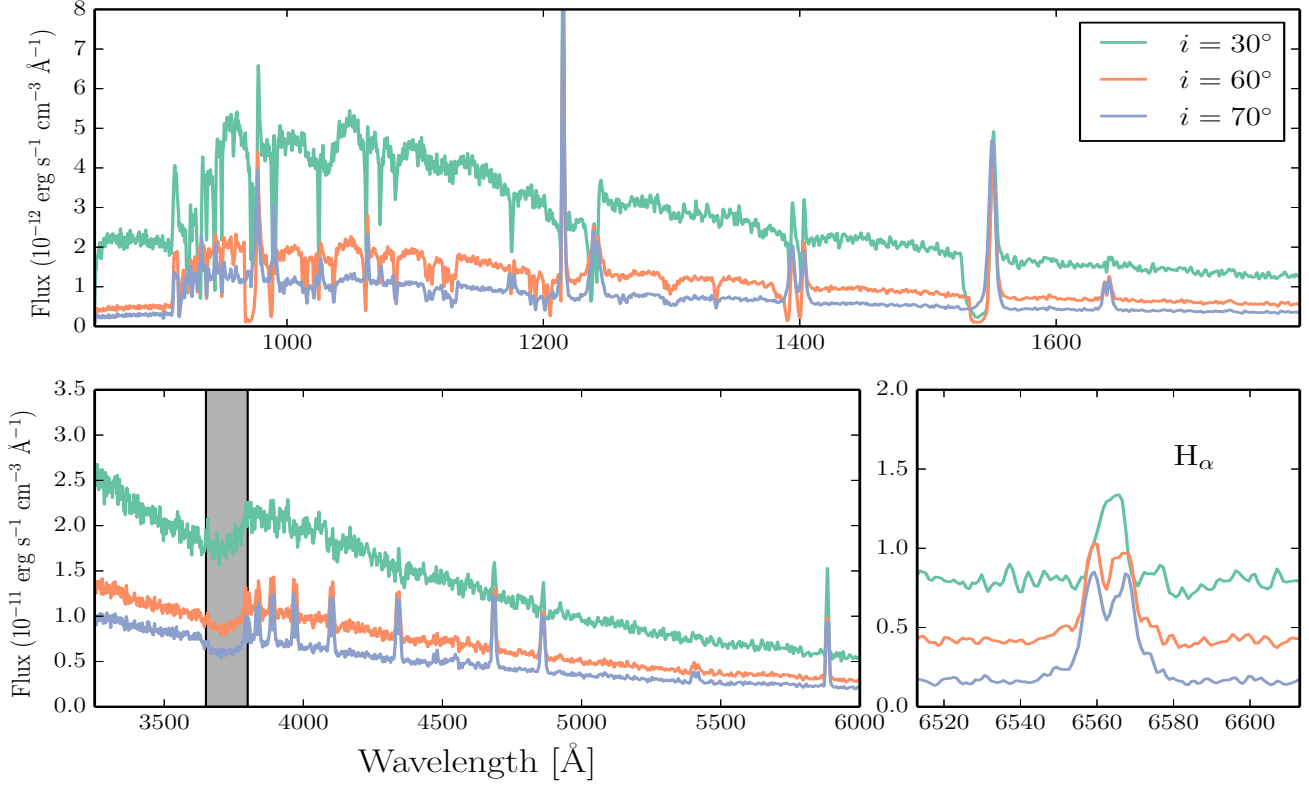 8
7
6
5
4
3
2
1
0
Flux (10⁻¹² erg s⁻¹ cm⁻³ Å⁻¹)
i = 30°
i = 60°
i = 70°
1000 1200 1400 1600
3.5
3.0
2.5
2.0
1.5
1.0
0.5
0.0
Flux (10⁻¹¹ erg s⁻¹ cm⁻³ Å⁻¹)
3500 4000 4500 5000 5500 6000
Wavelength [Å]
2.0
1.5
1.0
0.5
0.0
Hα
6520 6540 6560 6580 6600